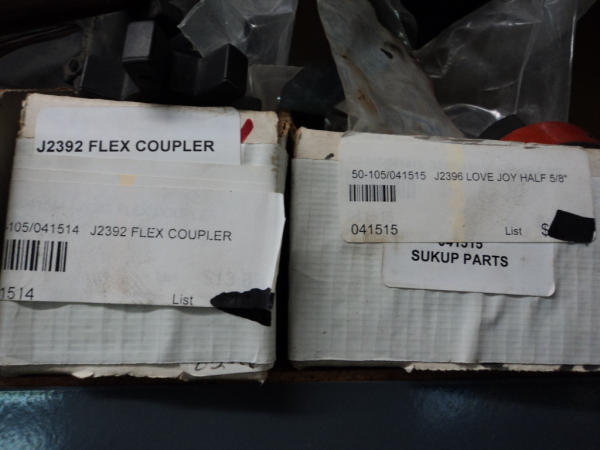 J2392 FLEX COUPLER
-105/041514 J2392 FLEX COUPLER
1514
List
50-105/041515 J2396 LOVE JOY HALF 5/8"
041515
List $
041515
SUKUP PARTS